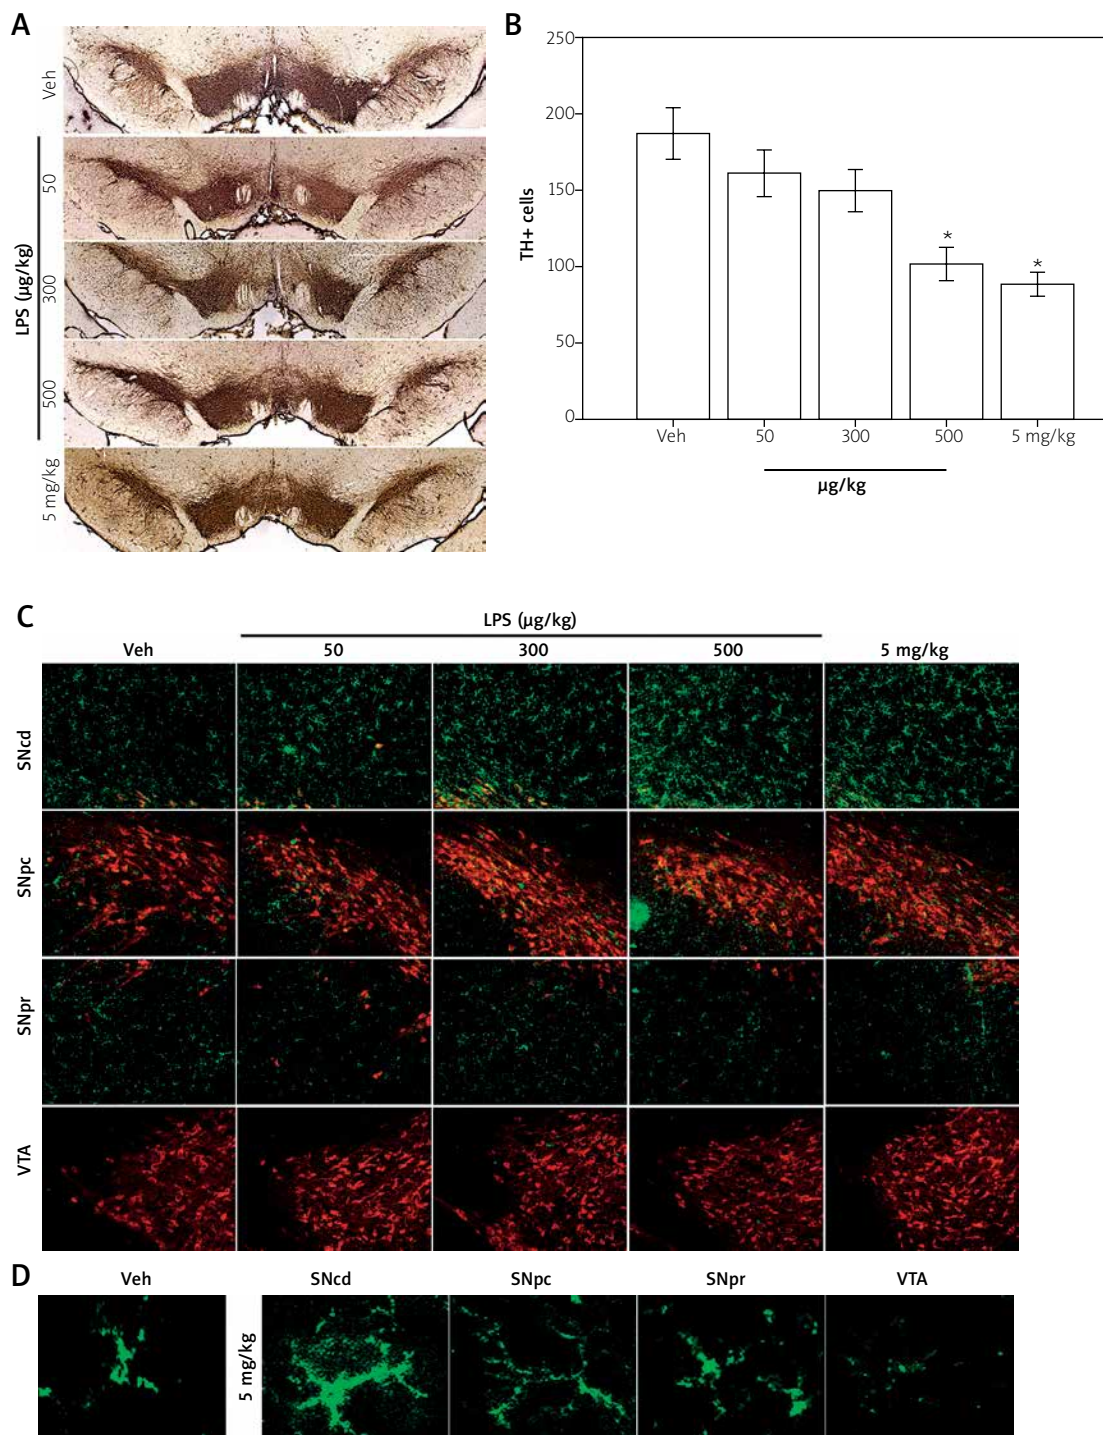 A
Veh
LPS (µg/kg)
50
300
500
5 mg/kg
B
TH+ cells
250
200
150
100
50
0
*
*
Veh 50 300 500 5 mg/kg
µg/kg
C
LPS (µg/kg)
Veh 50 300 500 5 mg/kg
SNcd
SNpc
SNpr
VTA
D
Veh SNcd SNpc SNpr VTA
5 mg/kg